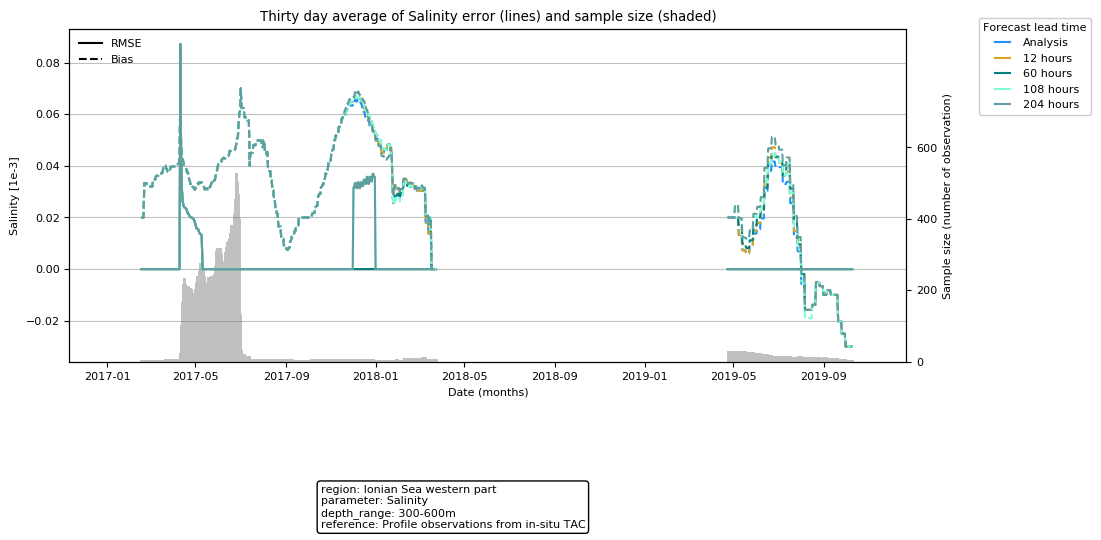 Thirty day average of Salinity error (lines) and sample size (shaded)
RMSE
Bias
Forecast lead time
Analysis
12 hours
60 hours
108 hours
204 hours
Salinity [1e-3]
0.08
0.06
0.04
0.02
0.00
−0.02
600
400
200
0
Sample size (number of observation)
2017-01 2017-05 2017-09 2018-01 2018-05 2018-09 2019-01 2019-05 2019-09
Date (months)
region: Ionian Sea western part
parameter: Salinity
depth_range: 300-600m
reference: Profile observations from in-situ TAC